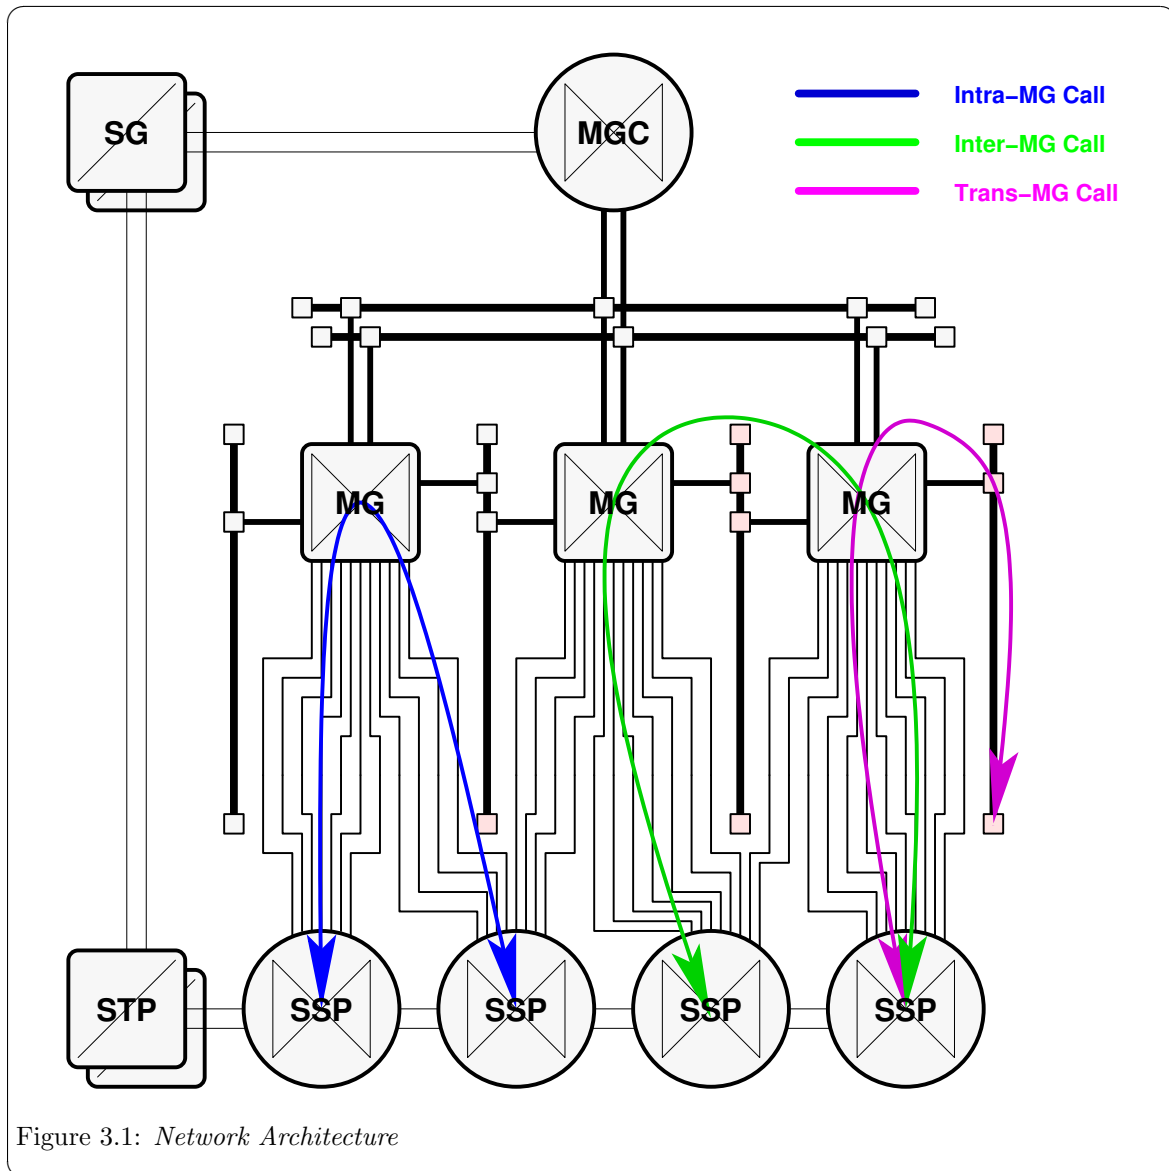 SG
MGC
Intra−MG Call
Inter−MG Call
Trans−MG Call
MG
MG
MG
STP
SSP
SSP
SSP
SSP
Figure 3.1: Network Architecture